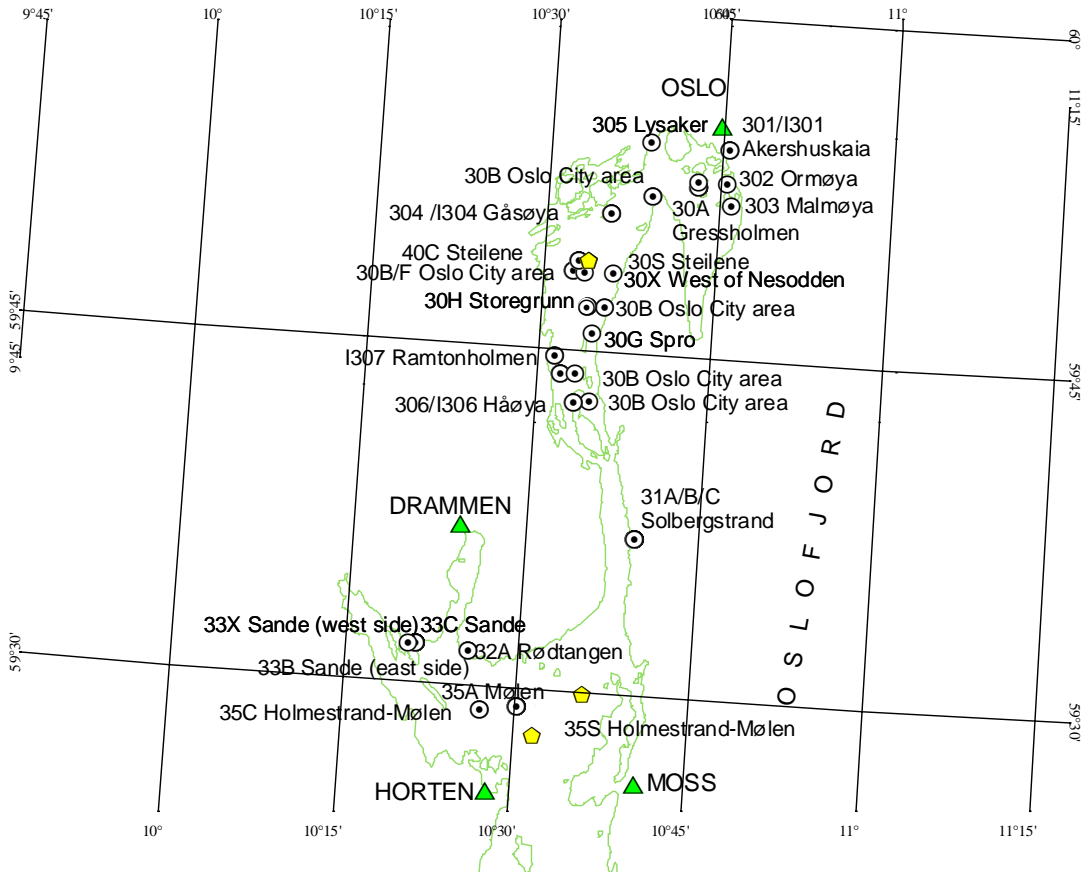 9°45'
10°
10°15'
10°30'
10°45'
11°
60°
11°15'
OSLO
305 Lysaker
301/I301
Akershuskaia
30B Oslo City area
302 Ormøya
304 /I304 Gåsøya
30A
Gressholmen
303 Malmøya
40C Steilene
30S Steilene
30B/F Oslo City area
30X West of Nesodden
30H Storegrunn
30B Oslo City area
59°45'
9°45'
30G Spro
I307 Ramtonholmen
30B Oslo City area
59°45'
306/I306 Håøya
30B Oslo City area
OSLOFJORD
DRAMMEN
31A/B/C
Solbergstrand
33X Sande (west side)
33C Sande
59°30'
32A Rødtangen
33B Sande (east side)
35A Mølen
35C Holmestrand-Mølen
35S Holmestrand-Mølen
59°30'
HORTEN
MOSS
10°
10°15'
10°30'
10°45'
11°
11°15'